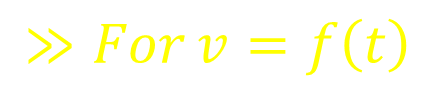 ≫ For v = f(t)